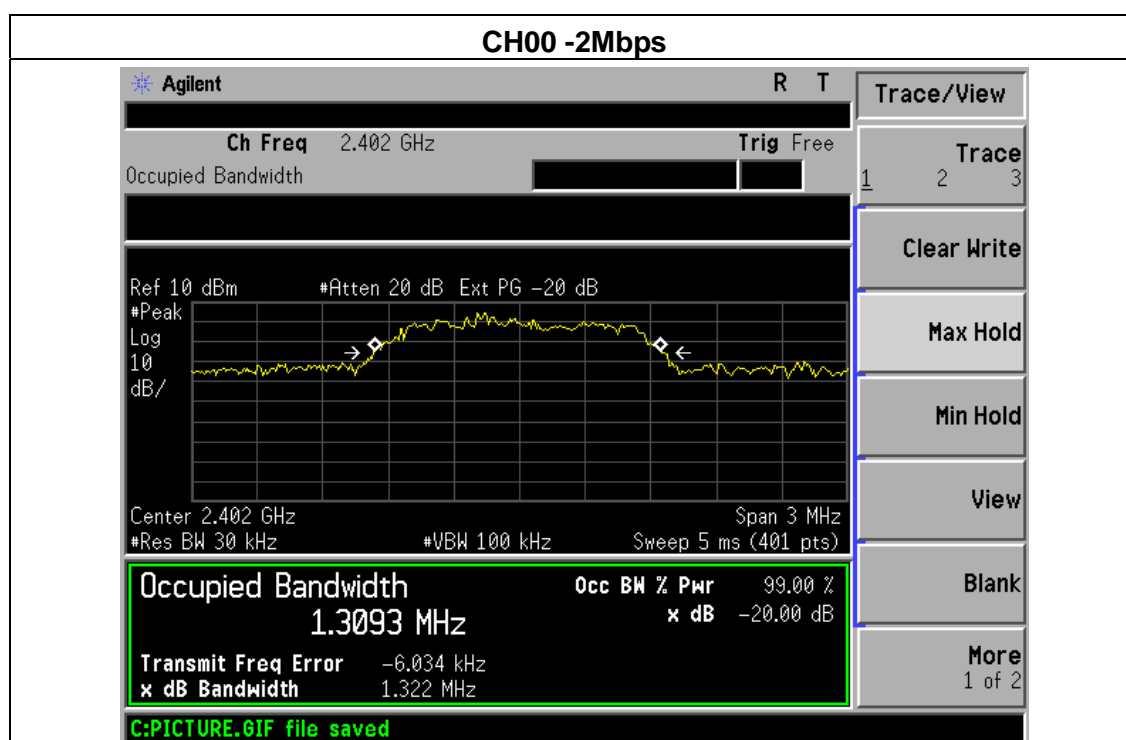 CH00 -2Mbps
Agilent R T
Ch Freq 2.402 GHz Trig Free
Occupied Bandwidth
Ref 10 dBm #Atten 20 dB Ext PG -20 dB
#Peak
Log
10
dB/
Center 2.402 GHz Span 3 MHz
#Res BW 30 kHz #VBW 100 kHz Sweep 5 ms (401 pts)
Occupied Bandwidth Occ BW % Pwr 99.00 %
1.3093 MHz x dB -20.00 dB
Transmit Freq Error -6.034 kHz
x dB Bandwidth 1.322 MHz
C:PICTURE.GIF file saved
Trace/View
Trace
1 2 3
Clear Write
Max Hold
Min Hold
View
Blank
More
1 of 2